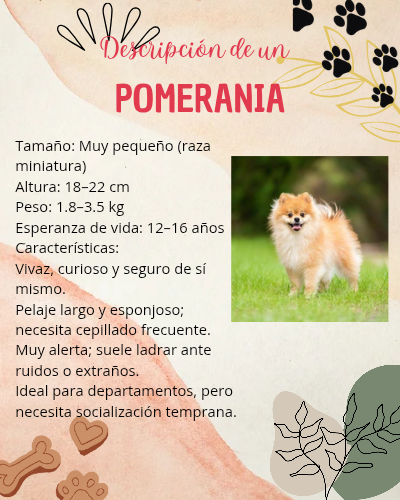 Descripción de un
POMERANIA
Tamaño: Muy pequeño (raza
miniatura)
Altura: 18–22 cm
Peso: 1.8–3.5 kg
Esperanza de vida: 12–16 años
Características:
Vivaz, curioso y seguro de sí
mismo.
Pelaje largo y esponjoso;
necesita cepillado frecuente.
Muy alerta; suele ladrar ante
ruidos o extraños.
Ideal para departamentos, pero
necesita socialización temprana.